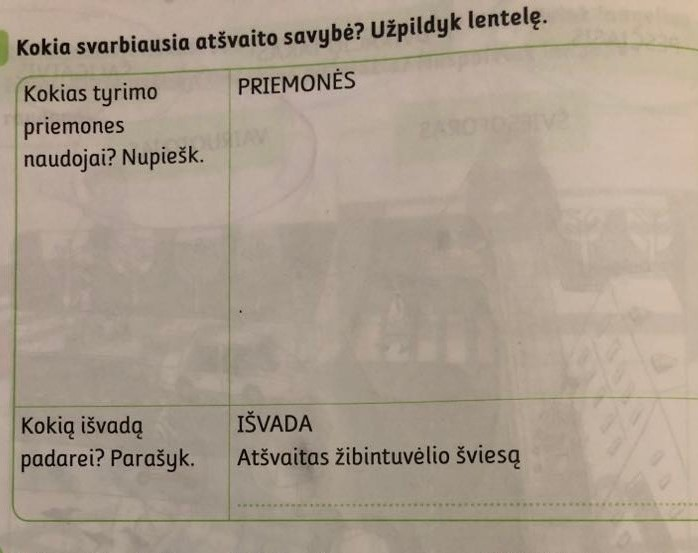 Kokia svarbiausia atšvaito savybė? Užpildyk lentelę.
Kokias tyrimo
priemones
naudojai? Nupiešk.
PRIEMONĖS
Kokią išvadą
padarei? Parašyk.
IŠVADA
Atšvaitas žibintuvėlio šviesą